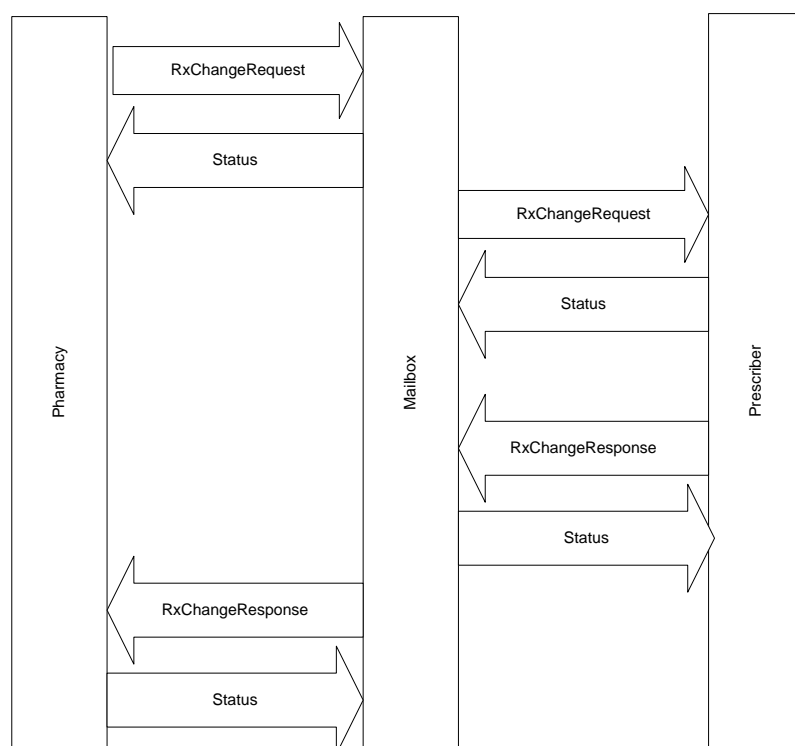 RxChangeRequest
Status
RxChangeRequest
Status
Pharmacy
Mailbox
Prescriber
RxChangeResponse
Status
RxChangeResponse
Status